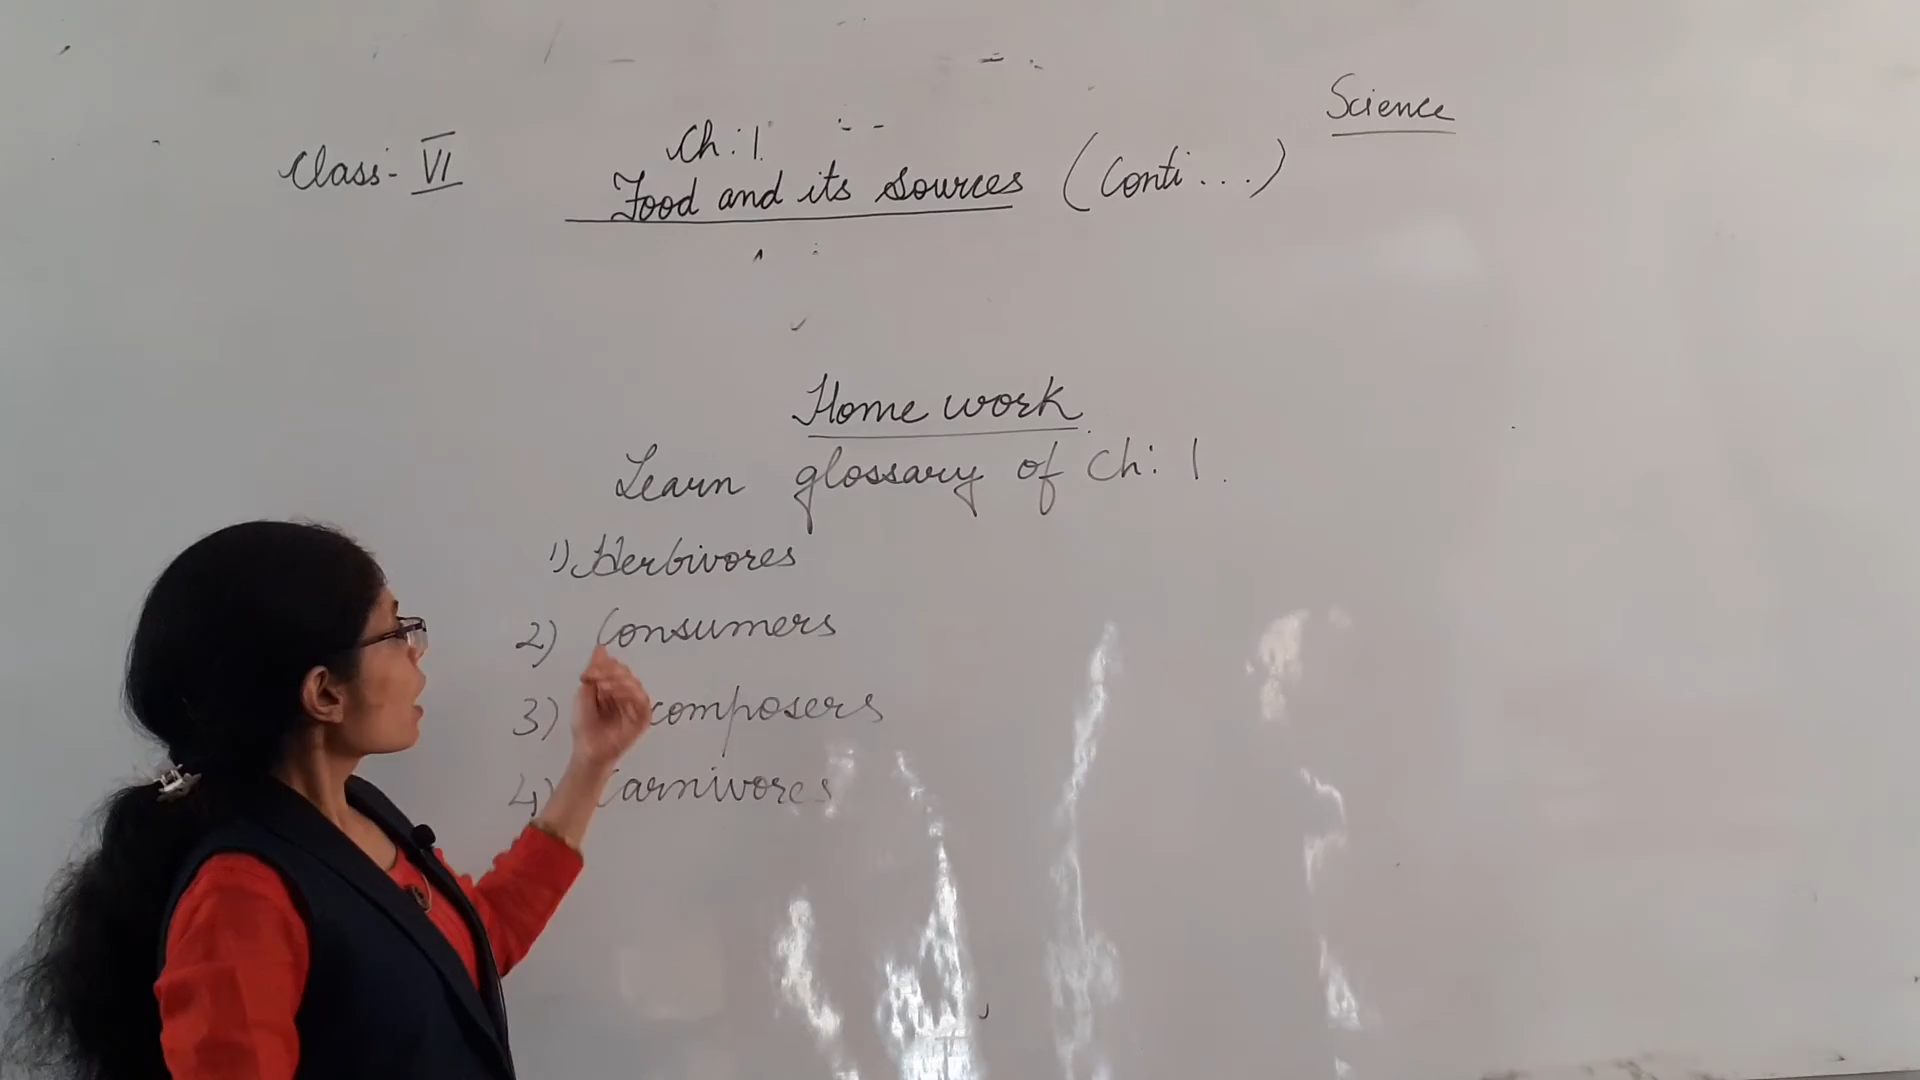 Science
Class- VI
Ch:1
Food and its sources (Conti...)
Home work
Learn glossary of Ch: 1.
1) Herbivores
2) Consumers
3) composers
4) Carnivores